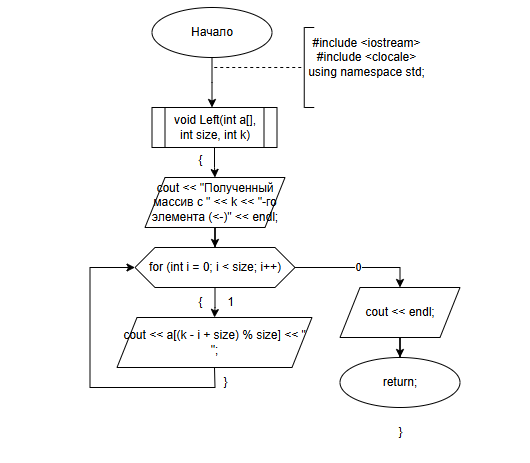 Начало
#include <iostream>
#include <clocale>
using namespace std;
void Left(int a[],
int size, int k)
{
cout << "Полученный
массив с " << k << "-го
элемента (<-)" << endl;
for (int i = 0; i < size; i++)
0
{ 1
cout << endl;
cout << a[(k - i + size) % size] << "
";
}
return;
}